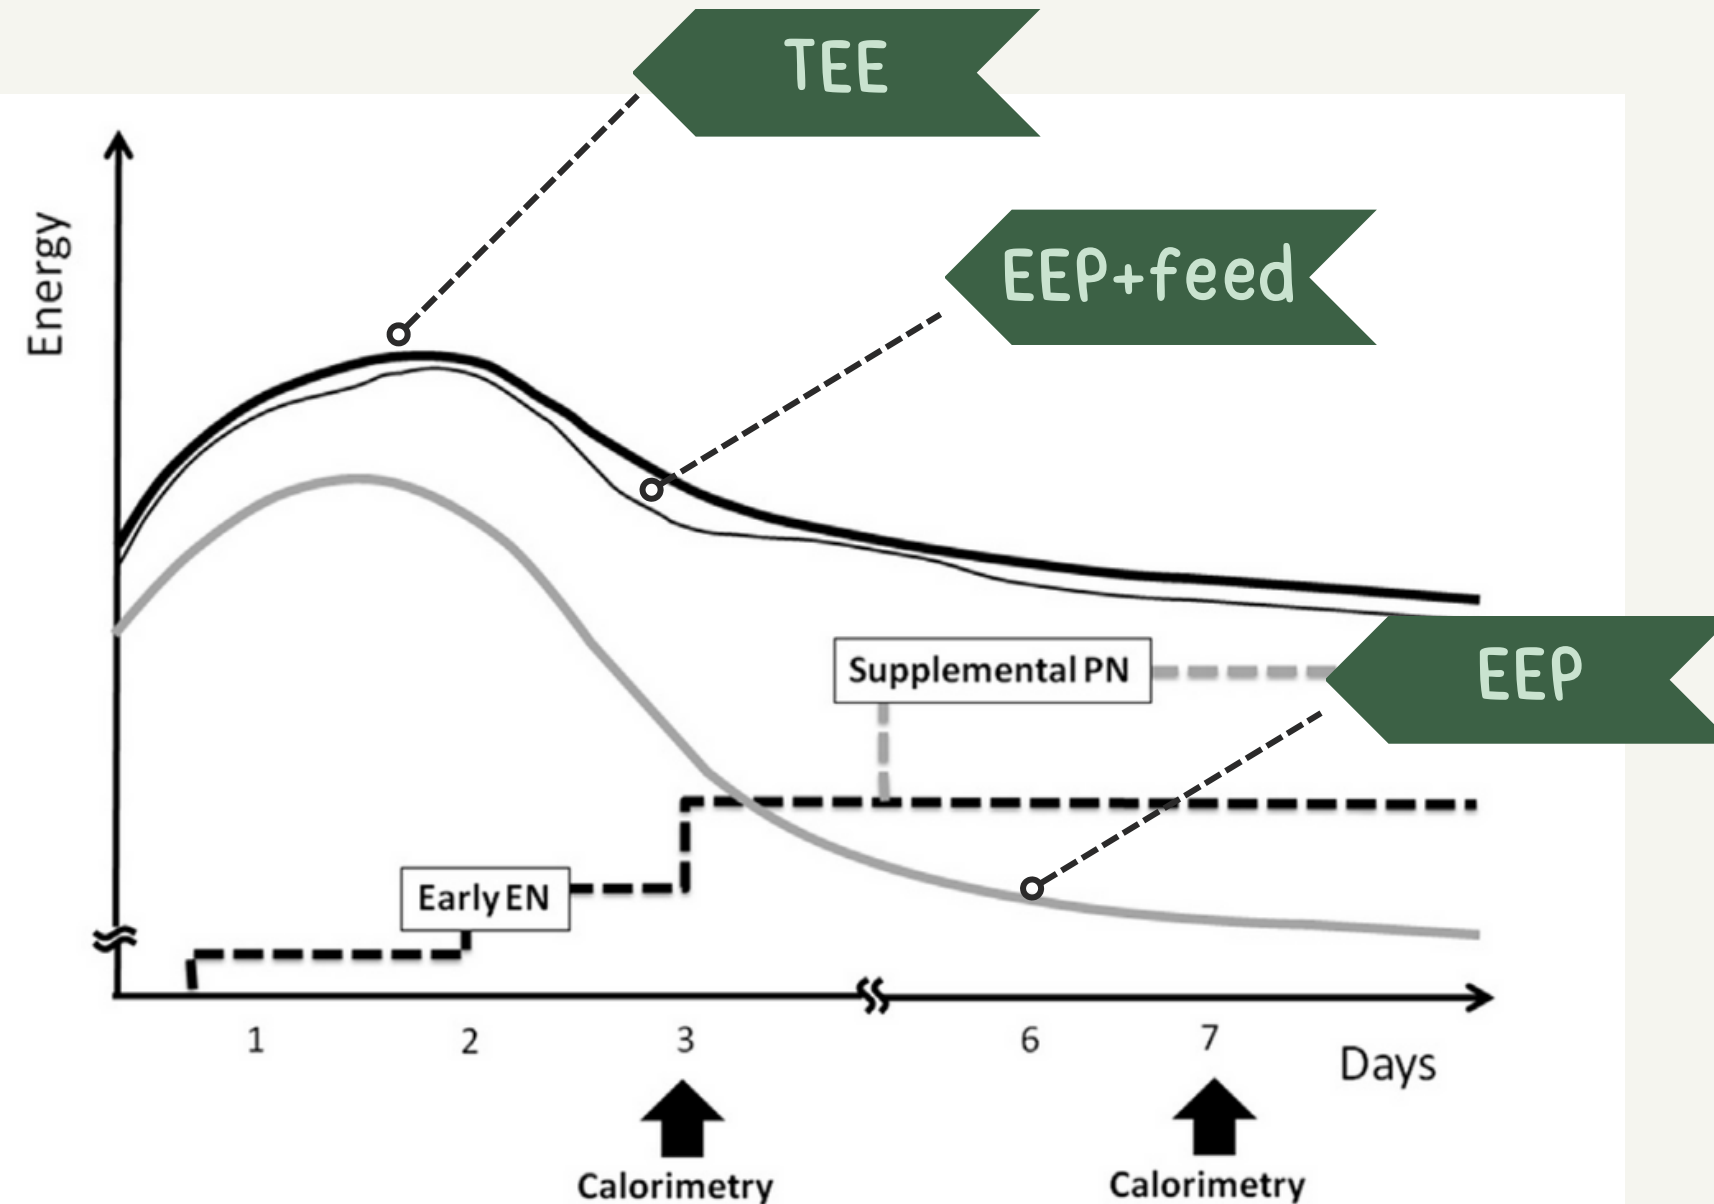 TEE
Energy
EEP+feed
Supplemental PN
EEP
Early EN
1 2 3 6 7
Days
Calorimetry Calorimetry